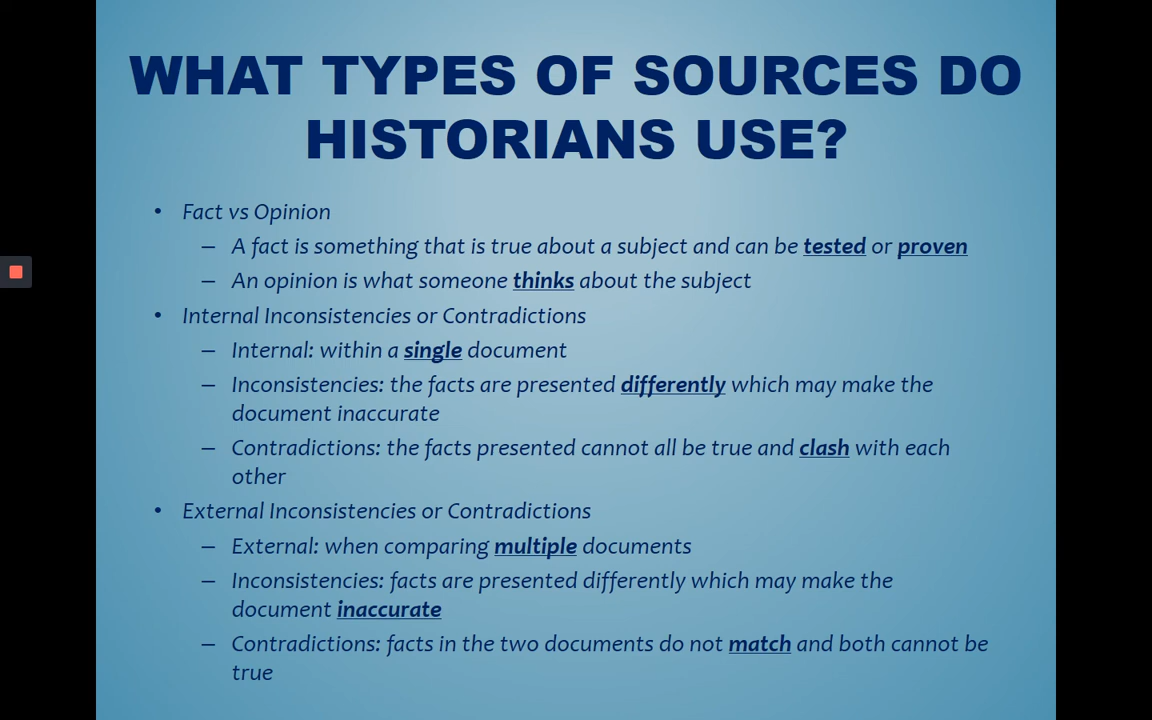 WHAT TYPES OF SOURCES DO
HISTORIANS USE?
• Fact vs Opinion
– A fact is something that is true about a subject and can be tested or proven
– An opinion is what someone thinks about the subject
• Internal Inconsistencies or Contradictions
– Internal: within a single document
– Inconsistencies: the facts are presented differently which may make the
document inaccurate
– Contradictions: the facts presented cannot all be true and clash with each
other
• External Inconsistencies or Contradictions
– External: when comparing multiple documents
– Inconsistencies: facts are presented differently which may make the
document inaccurate
– Contradictions: facts in the two documents do not match and both cannot be
true